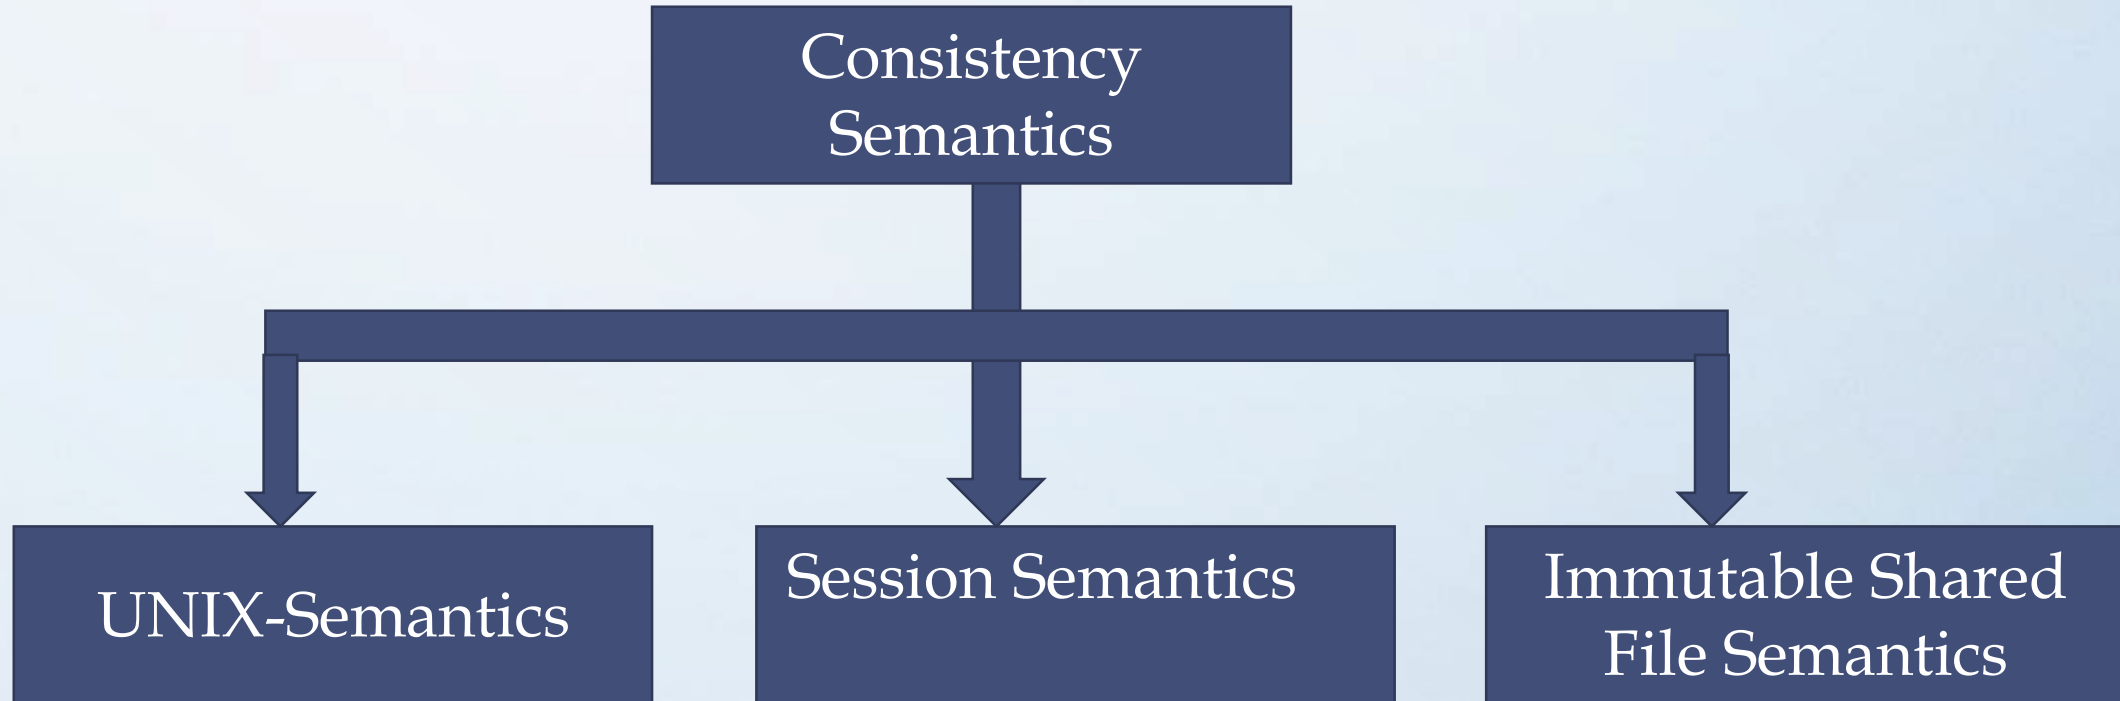 Consistency
Semantics
UNIX-Semantics
Session Semantics
Immutable Shared
File Semantics